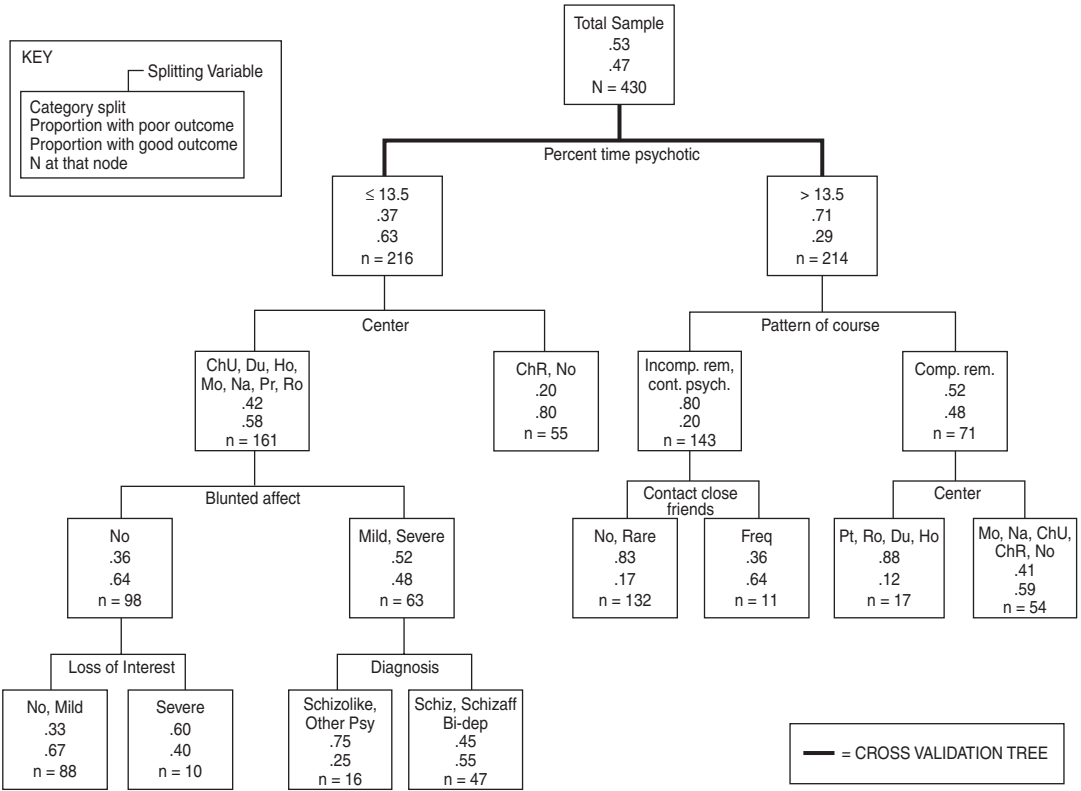 Total Sample
.53
.47
N = 430
KEY
Splitting Variable
Category split
Proportion with poor outcome
Proportion with good outcome
N at that node
Percent time psychotic
≤ 13.5
.37
.63
n = 216
> 13.5
.71
.29
n = 214
Center
Pattern of course
ChU, Du, Ho,
Mo, Na, Pr, Ro
.42
.58
n = 161
ChR, No
.20
.80
n = 55
Incomp. rem,
cont. psych.
.80
.20
n = 143
Comp. rem.
.52
.48
n = 71
Blunted affect
Contact close
friends
Center
No
.36
.64
n = 98
Mild, Severe
.52
.48
n = 63
No, Rare
.83
.17
n = 132
Freq
.36
.64
n = 11
Pt, Ro, Du, Ho
.88
.12
n = 17
Mo, Na, ChU,
ChR, No
.41
.59
n = 54
Loss of Interest
Diagnosis
No, Mild
.33
.67
n = 88
Severe
.60
.40
n = 10
Schizolike,
Other Psy
.75
.25
n = 16
Schiz, Schizaff
Bi-dep
.45
.55
n = 47
= CROSS VALIDATION TREE